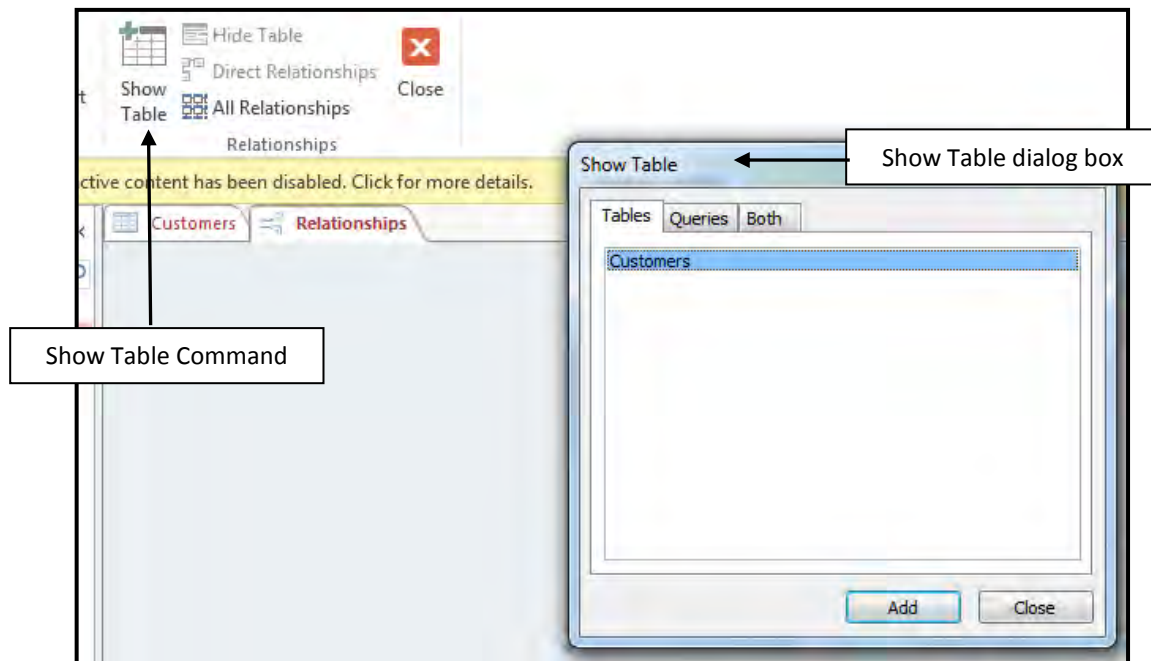 Hide Table
Direct Relationships
Show
Table
All Relationships
Close
Relationships
Show Table
Show Table dialog box
ctive content has been disabled. Click for more details.
Customers
Relationships
Tables
Queries
Both
Customers
Show Table Command
Add
Close